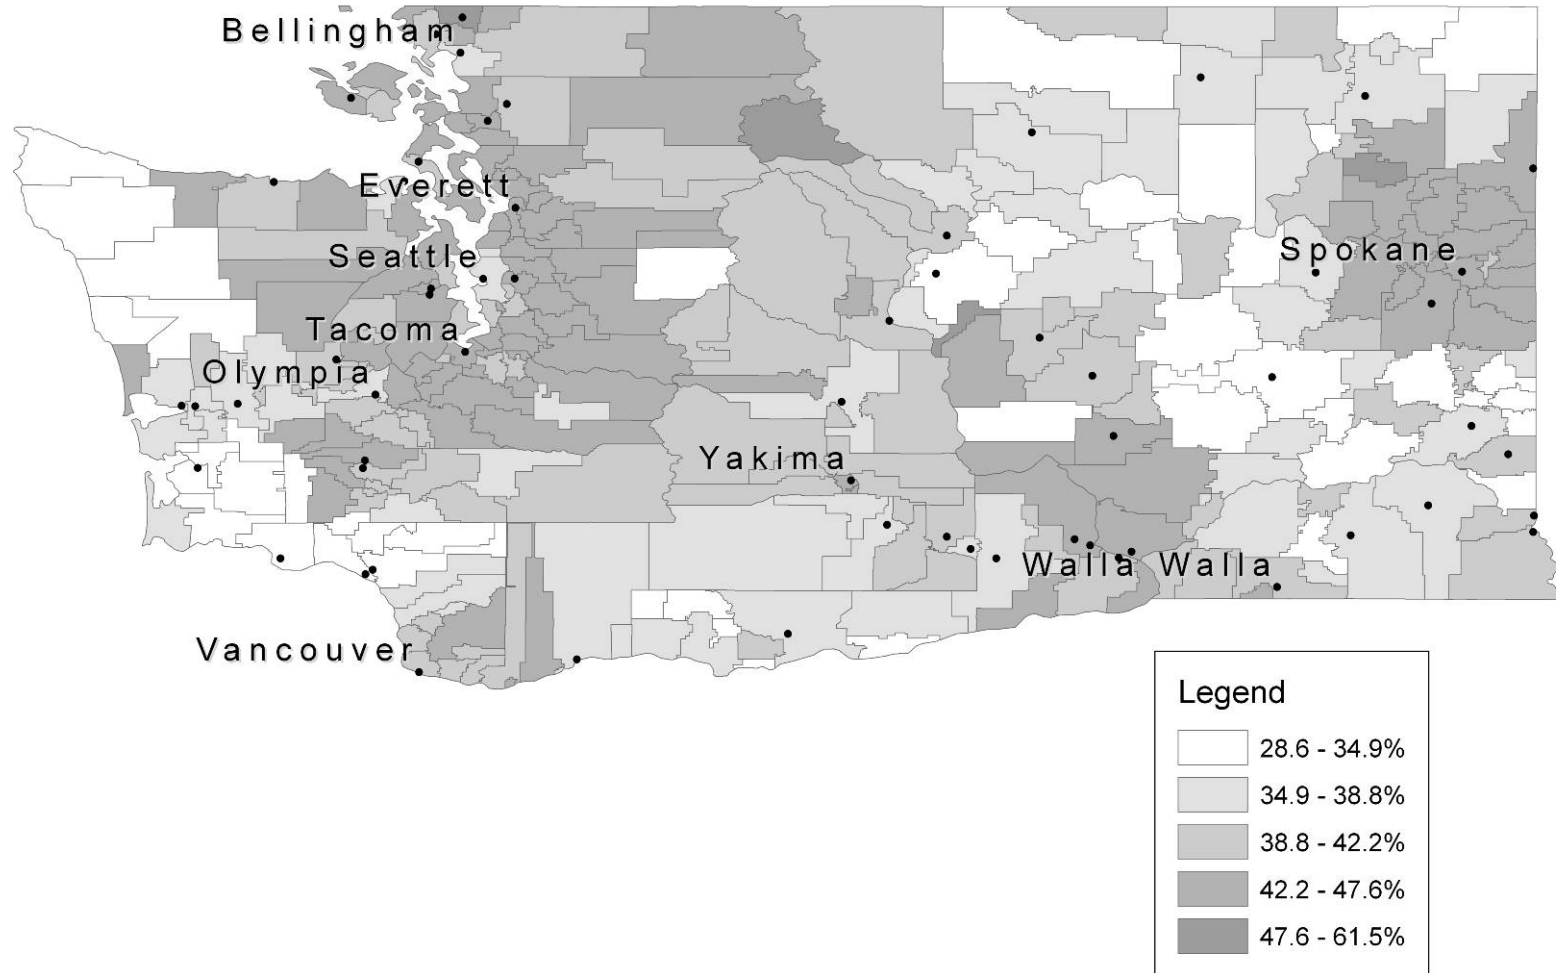 Bellingham
Everett
Seattle
Spokane
Tacoma
Olympia
Yakima
Walla Walla
Vancouver
Legend
28.6 - 34.9%
34.9 - 38.8%
38.8 - 42.2%
42.2 - 47.6%
47.6 - 61.5%